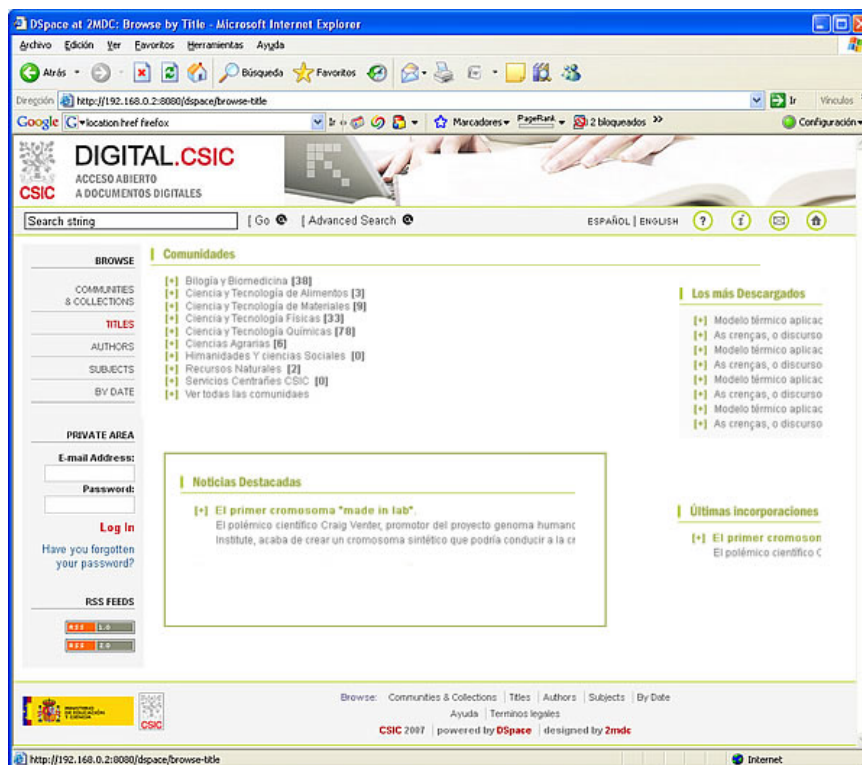 DSpace at 2MDC: Browse by Title - Microsoft Internet Explorer
Archivo Edición Ver Favoritos Herramientas Ayuda
Atrás Búsqueda Favoritos
Dirección http://192.168.0.2:8080/dspace/browse-title Ir Vínculos
Google location href firefox Ir Marcadores PageRank 2 bloqueados Configuración
CSIC
DIGITAL.CSIC
ACCESO ABIERTO
A DOCUMENTOS DIGITALES
Search string [ Go [ Advanced Search ESPAÑOL | ENGLISH
BROWSE
COMMUNITIES
& COLLECTIONS
TITLES
AUTHORS
SUBJECTS
BY DATE
PRIVATE AREA
E-mail Address:
Password:
Log In
Have you forgotten
your password?
RSS FEEDS
RSS 1.0
RSS 2.0
Comunidades
[+] Bilogía y Biomedicina [38]
[+] Ciencia y Tecnología de Alimentos [3]
[+] Ciencia y Tecnología de Materiales [9]
[+] Ciencia y Tecnología Físicas [33]
[+] Ciencia y Tecnología Químicas [78]
[+] Ciencias Agrarias [6]
[+] Himanidades Y ciencias Sociales [0]
[+] Recursos Naturales [2]
[+] Servicios Centrañes CSIC [0]
[+] Ver todas las comunidaes
Noticias Destacadas
[+] El primer cromosoma "made in lab".
El polémico científico Craig Venter, promotor del proyecto genoma humano
Institute, acaba de crear un cromosoma sintético que podría conducir a la cr
Los más Descargados
[+] Modelo térmico aplicac
[+] As crenças, o discurso
[+] Modelo térmico aplicac
[+] As crenças, o discurso
[+] Modelo térmico aplicac
[+] As crenças, o discurso
[+] Modelo térmico aplicac
[+] As crenças, o discurso
Últimas incorporaciones
[+] El primer cromoson
El polémico científico C
MINISTERIO
DE EDUCACIÓN
Y CIENCIA
CSIC
Browse: Communities & Collections | Titles | Authors | Subjects | By Date
Ayuda | Terminos legales
CSIC 2007 | powered by DSpace | designed by 2mdc
http://192.168.0.2:8080/dspace/browse-title Internet